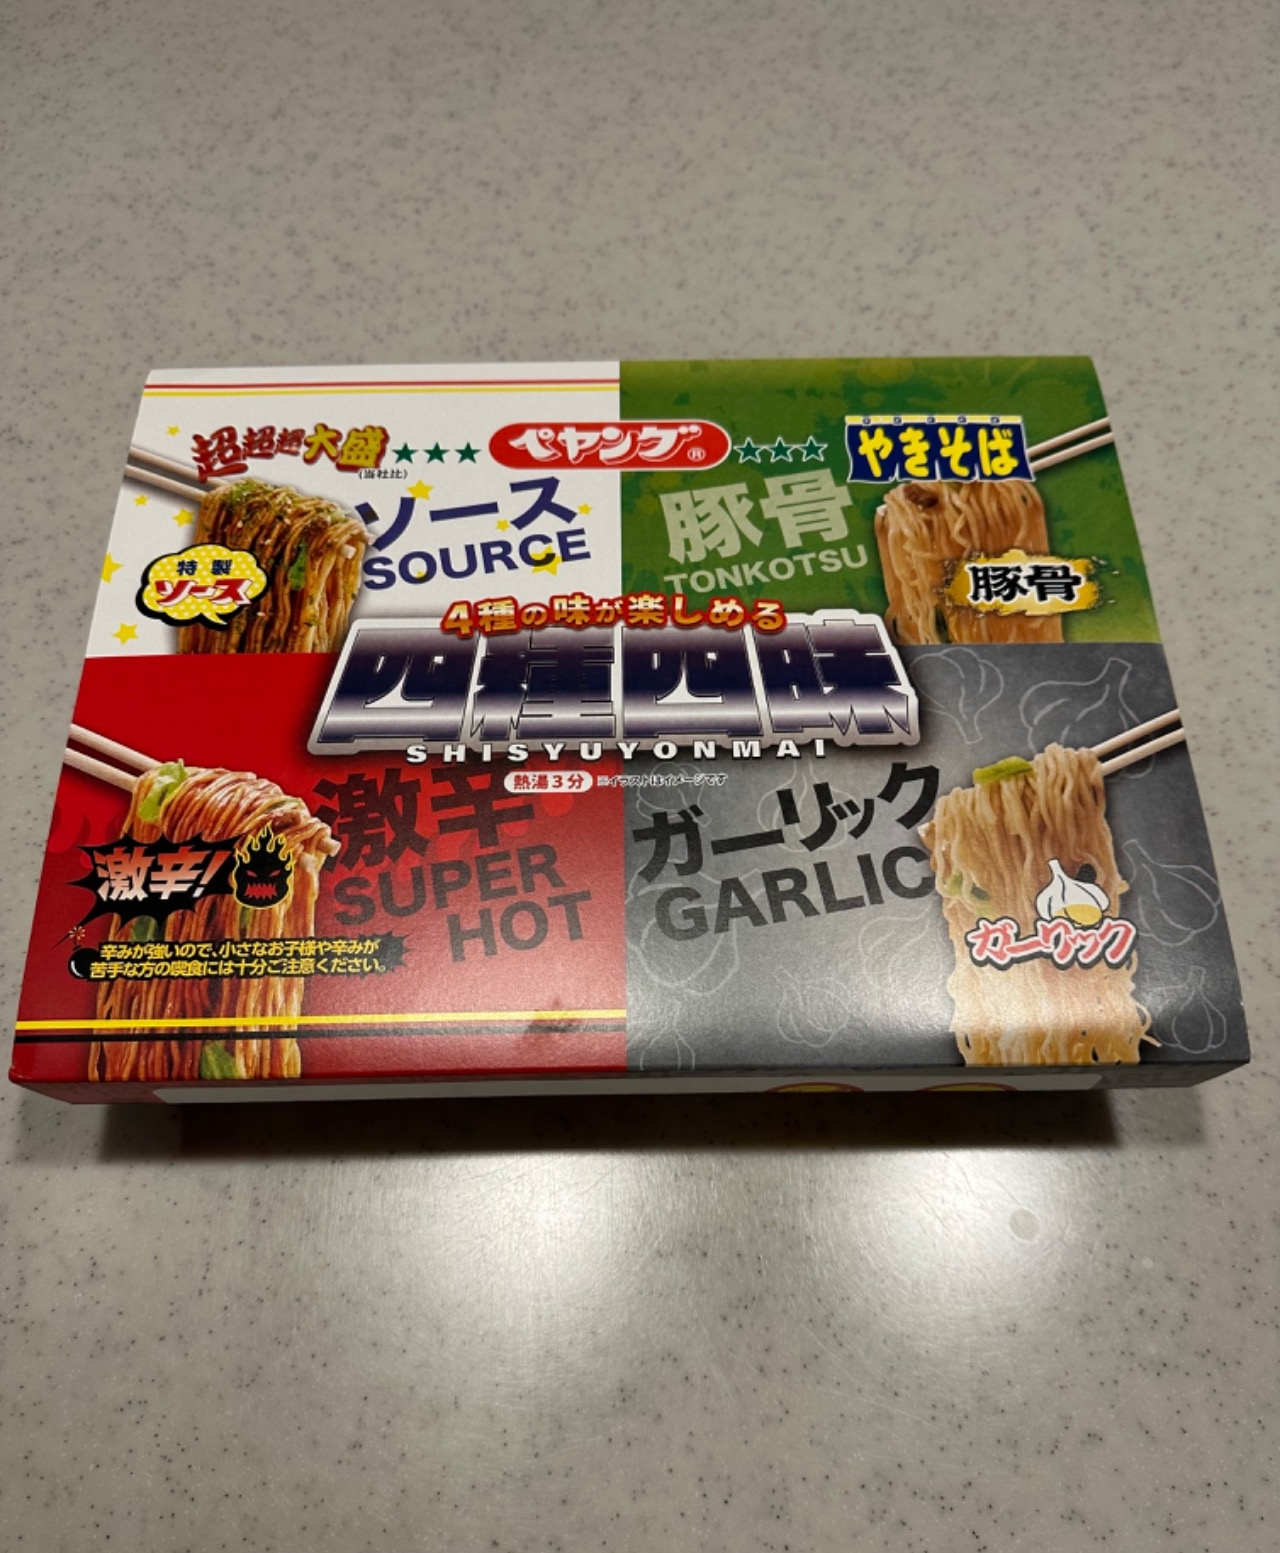 超超超大盛
(当社比)
★★★
ペヤング®
★★★
やきそば
ソース
SOURCE
特製
ソース
豚骨
TONKOTSU
豚骨
4種の味が楽しめる
四種四味
SHISYUYONMAI
熱湯3分
※イラストはイメージです
激辛
SUPER
HOT
激辛!
辛みが強いので、小さなお子様や辛みが
苦手な方の喫食には十分ご注意ください。
ガーリック
GARLIC
ガーリック